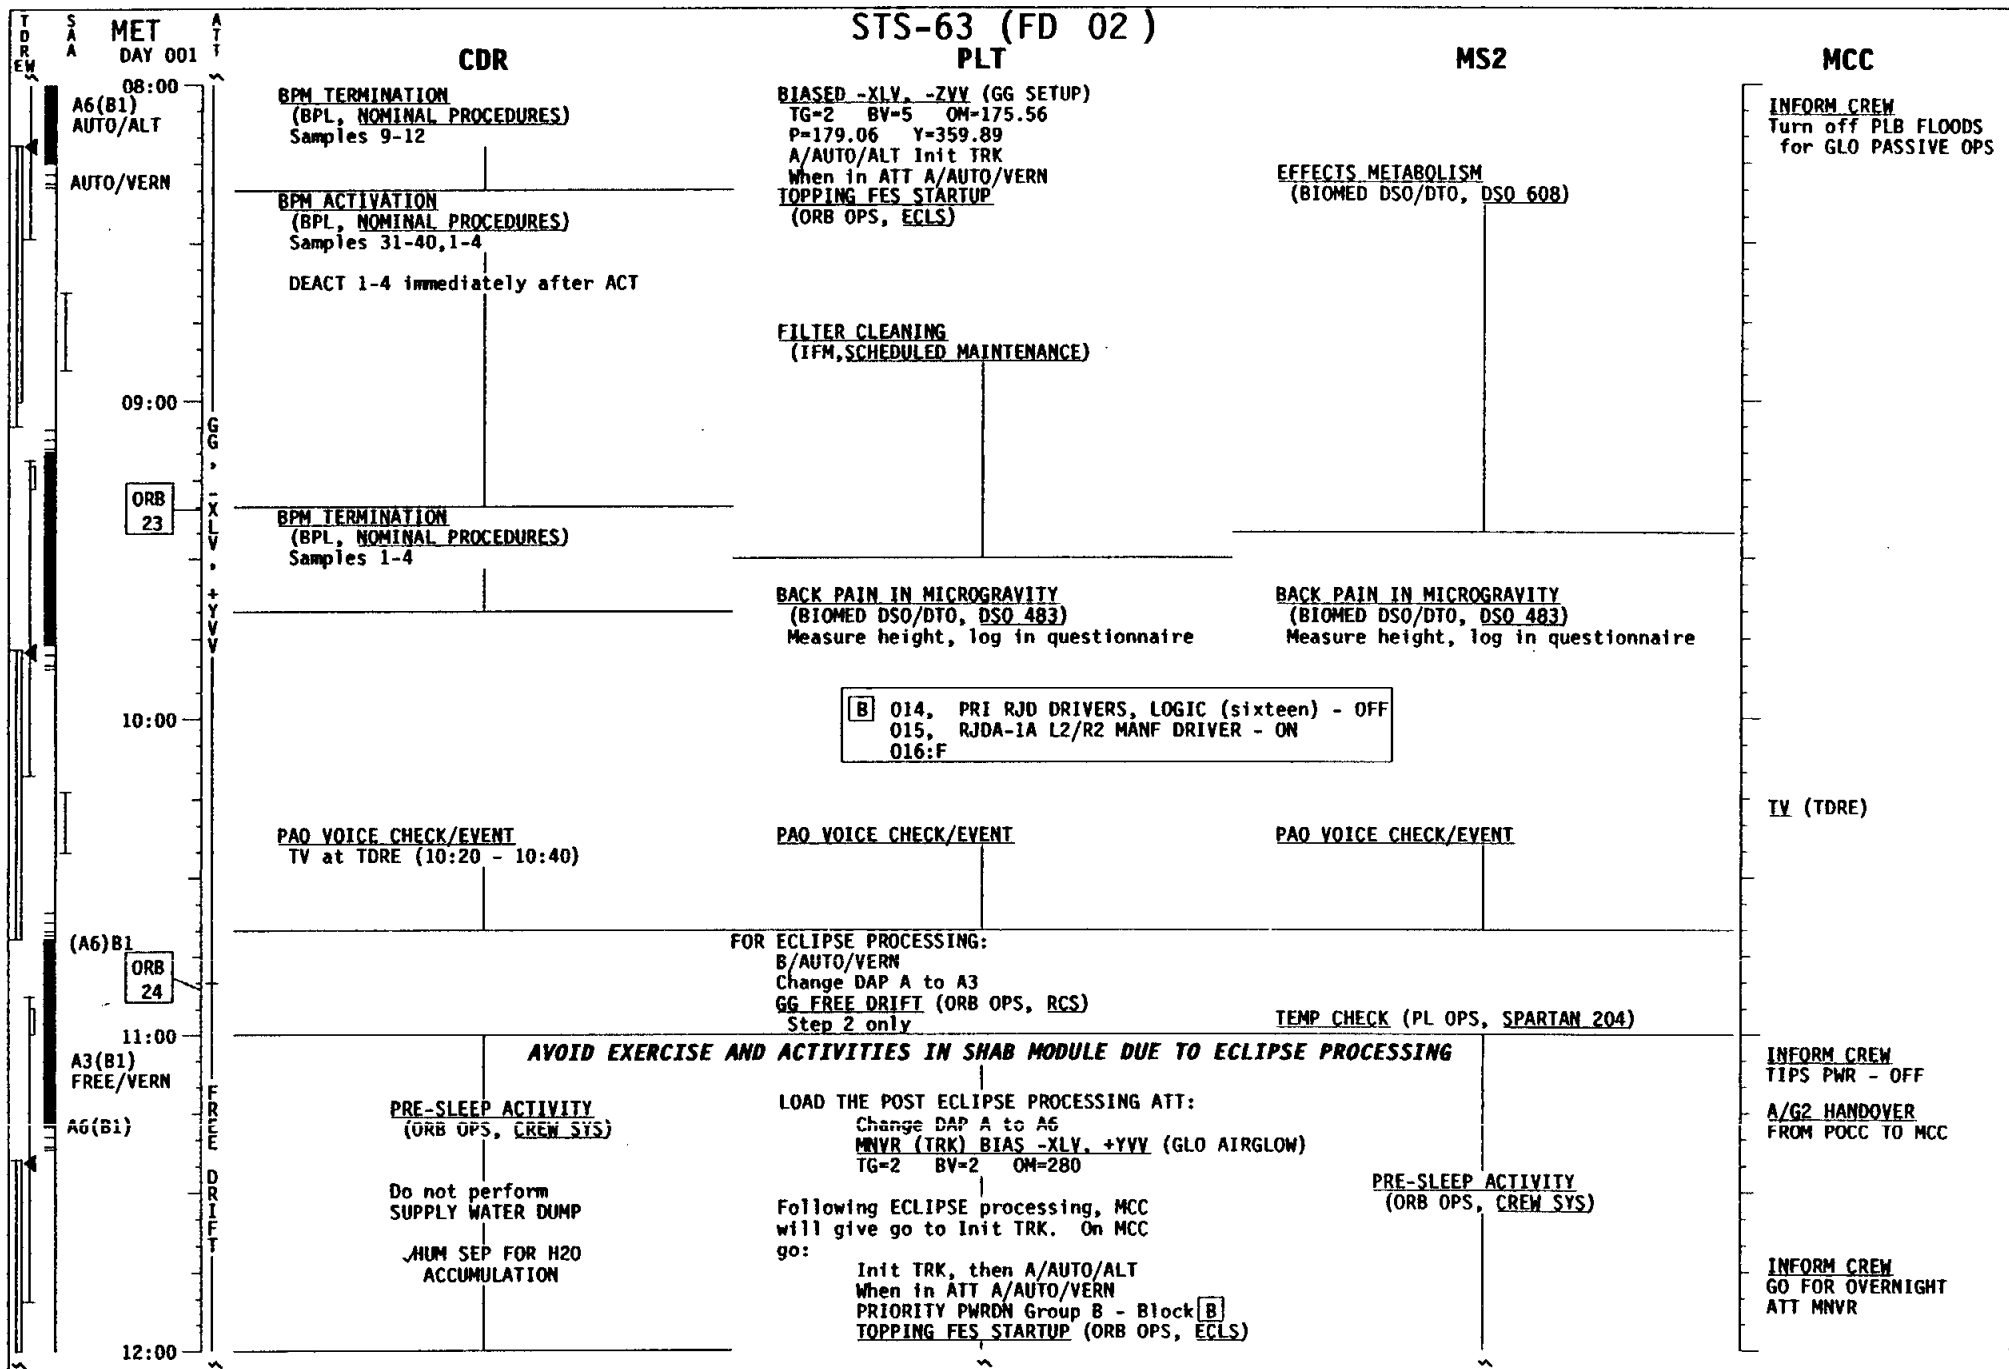 STS-63 (FD 02 )
TDREW
SAA
MET
DAY 001
ATT
CDR
PLT
MS2
MCC
08:00
A6(B1)
AUTO/ALT
AUTO/VERN
09:00
ORB
23
10:00
(A6)B1
ORB
24
11:00
A3(B1)
FREE/VERN
A6(B1)
12:00
GG, -XLV, +YVV
FREE DRIFT
BPM TERMINATION
(BPL, NOMINAL PROCEDURES)
Samples 9-12
BPM ACTIVATION
(BPL, NOMINAL PROCEDURES)
Samples 31-40,1-4
DEACT 1-4 immediately after ACT
BPM TERMINATION
(BPL, NOMINAL PROCEDURES)
Samples 1-4
PAO VOICE CHECK/EVENT
TV at TDRE (10:20 - 10:40)
PRE-SLEEP ACTIVITY
(ORB OPS, CREW SYS)
Do not perform
SUPPLY WATER DUMP
✓HUM SEP FOR H2O
ACCUMULATION
BIASED -XLV, -ZVV (GG SETUP)
TG=2 BV=5 OM=175.56
P=179.06 Y=359.89
A/AUTO/ALT Init TRK
When in ATT A/AUTO/VERN
TOPPING FES STARTUP
(ORB OPS, ECLS)
FILTER CLEANING
(IFM,SCHEDULED MAINTENANCE)
BACK PAIN IN MICROGRAVITY
(BIOMED DSO/DTO, DSO 483)
Measure height, log in questionnaire
B 014, PRI RJD DRIVERS, LOGIC (sixteen) - OFF
015, RJDA-1A L2/R2 MANF DRIVER - ON
016:F
PAO VOICE CHECK/EVENT
FOR ECLIPSE PROCESSING:
B/AUTO/VERN
Change DAP A to A3
GG FREE DRIFT (ORB OPS, RCS)
Step 2 only
AVOID EXERCISE AND ACTIVITIES IN SHAB MODULE DUE TO ECLIPSE PROCESSING
LOAD THE POST ECLIPSE PROCESSING ATT:
Change DAP A to A6
MNVR (TRK) BIAS -XLV, +YVV (GLO AIRGLOW)
TG=2 BV=2 OM=280
Following ECLIPSE processing, MCC
will give go to Init TRK. On MCC
go:
Init TRK, then A/AUTO/ALT
When in ATT A/AUTO/VERN
PRIORITY PWRDN Group B - Block B
TOPPING FES STARTUP (ORB OPS, ECLS)
EFFECTS METABOLISM
(BIOMED DSO/DTO, DSO 608)
BACK PAIN IN MICROGRAVITY
(BIOMED DSO/DTO, DSO 483)
Measure height, log in questionnaire
PAO VOICE CHECK/EVENT
TEMP CHECK (PL OPS, SPARTAN 204)
PRE-SLEEP ACTIVITY
(ORB OPS, CREW SYS)
INFORM CREW
Turn off PLB FLOODS
for GLO PASSIVE OPS
TV (TDRE)
INFORM CREW
TIPS PWR - OFF
A/G2 HANDOVER
FROM POCC TO MCC
INFORM CREW
GO FOR OVERNIGHT
ATT MNVR